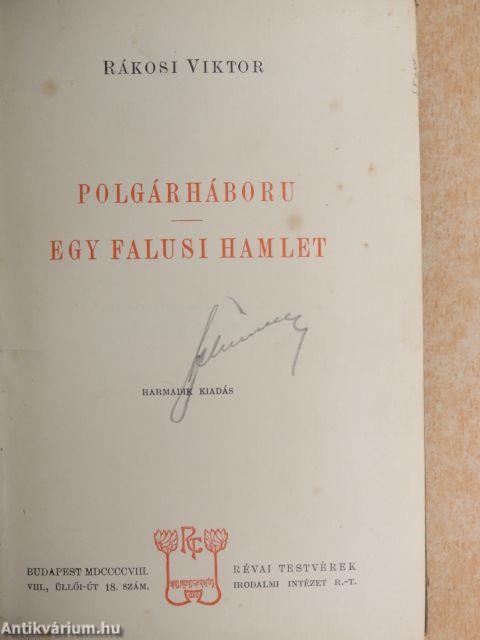 RÁKOSI VIKTOR
POLGÁRHÁBORU
EGY FALUSI HAMLET
HARMADIK KIADÁS
BUDAPEST MDCCCCVIII.
VIII., ÜLLŐI-ÚT 18. SZÁM.
RÉVAI TESTVÉREK
IRODALMI INTÉZET R.-T.
Antikvárium.hu